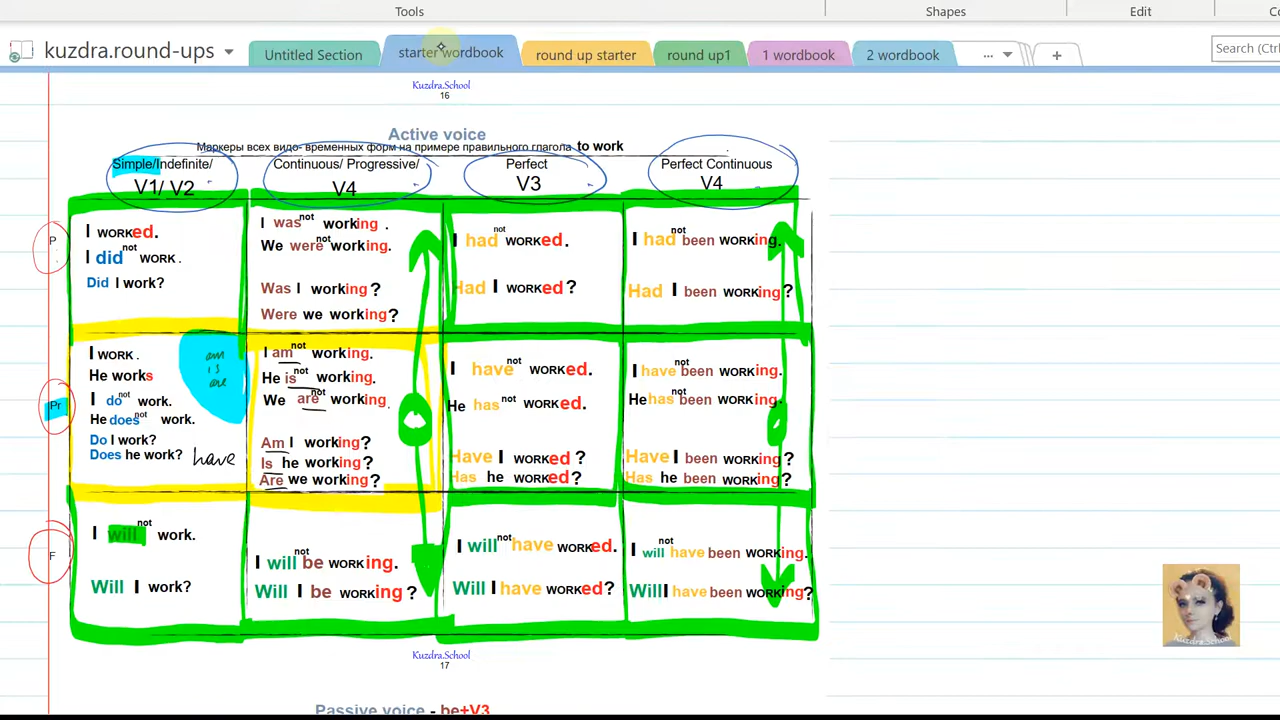 Tools Shapes Edit
kuzdra.round-ups Untitled Section starter wordbook round up starter round up1 1 wordbook 2 wordbook ... + Search (Ctrl
Kuzdra.School
16
Active voice
Маркеры всех видо- временных форм на примере правильного глагола to work
Simple/Indefinite/ Continuous/ Progressive/ Perfect Perfect Continuous
V1/ V2 V4 V3 V4
P
I WORKED.
I did not WORK .
Did I work?
I was not working .
We were not working.
Was I working ?
Were we working?
I had not WORKED.
Had I WORKED?
I had not been WORKing.
Had I been WORKing?
Pr
I WORK .
He works
I do not work.
He does not work.
Do I work?
Does he work? have
am
is
are
I am not working.
He is not working.
We are not working.
Am I working?
Is he working?
Are we working?
I have not WORKED.
He has not WORKED.
Have I WORKED ?
Has he WORKED?
I have not been WORKing.
He has not been WORKing.
Have I been WORKing?
Has he been WORKing?
F
I will not work.
Will I work?
I will not be WORKing.
Will I be WORKing ?
I will not have WORKED.
Will I have WORKED?
I will not have been WORKing.
Will I have been WORKing?
Kuzdra.School
17
Passive voice - be+V3
Kuzdra.School